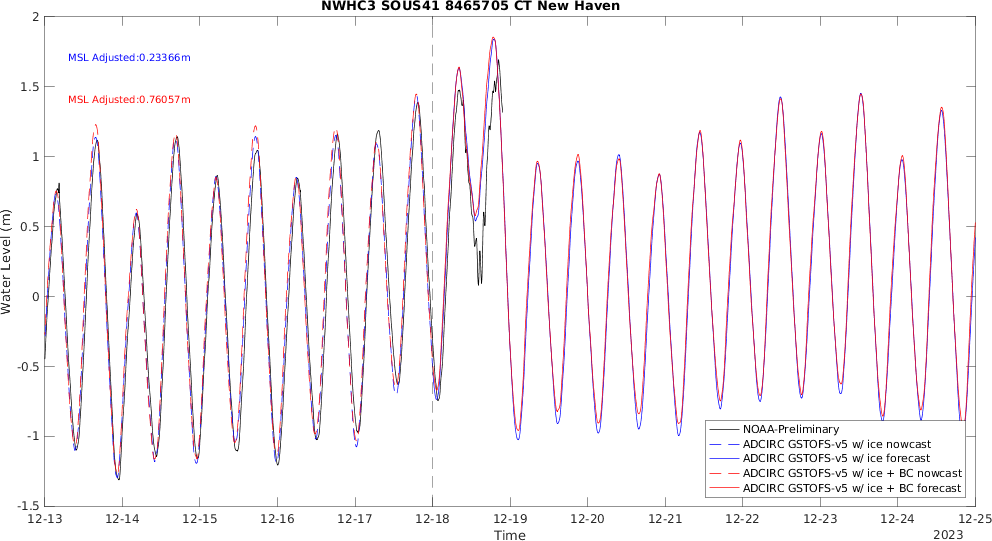 NWHC3 SOUS41 8465705 CT New Haven
2
1.5
1
0.5
0
-0.5
-1
-1.5
Water Level (m)
MSL Adjusted:0.23366m
MSL Adjusted:0.76057m
NOAA-Preliminary
ADCIRC GSTOFS-v5 w/ ice nowcast
ADCIRC GSTOFS-v5 w/ ice forecast
ADCIRC GSTOFS-v5 w/ ice + BC nowcast
ADCIRC GSTOFS-v5 w/ ice + BC forecast
12-13 12-14 12-15 12-16 12-17 12-18 12-19 12-20 12-21 12-22 12-23 12-24 12-25
Time
2023